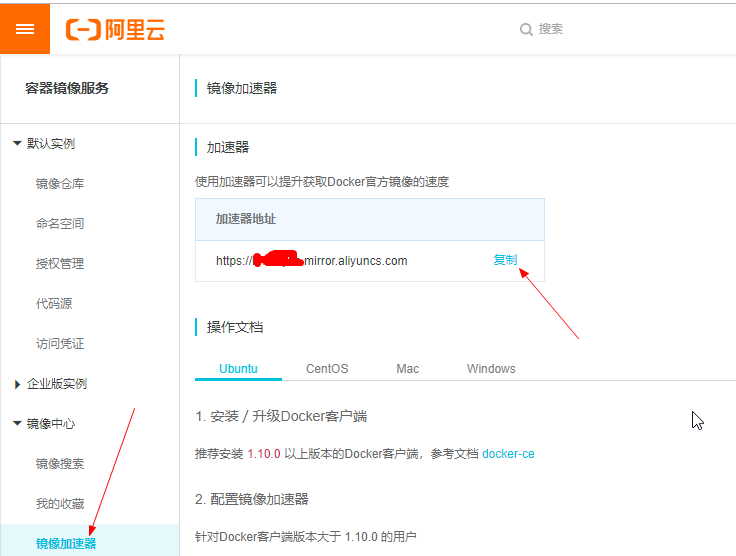 阿里云
搜索
容器镜像服务
镜像加速器
默认实例
镜像仓库
命名空间
授权管理
代码源
访问凭证
企业版实例
镜像中心
镜像搜索
我的收藏
镜像加速器
加速器
使用加速器可以提升获取Docker官方镜像的速度
加速器地址
https:// .mirror.aliyuncs.com 复制
操作文档
Ubuntu CentOS Mac Windows
1. 安装 / 升级Docker客户端
推荐安装 1.10.0 以上版本的Docker客户端，参考文档 docker-ce
2. 配置镜像加速器
针对Docker客户端版本大于 1.10.0 的用户